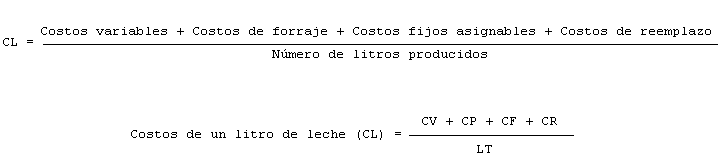 Costos variables + Costos de forraje + Costos fijos asignables + Costos de reemplazo
CL =
Número de litros producidos
CV + CP + CF + CR
Costos de un litro de leche (CL) =
LT